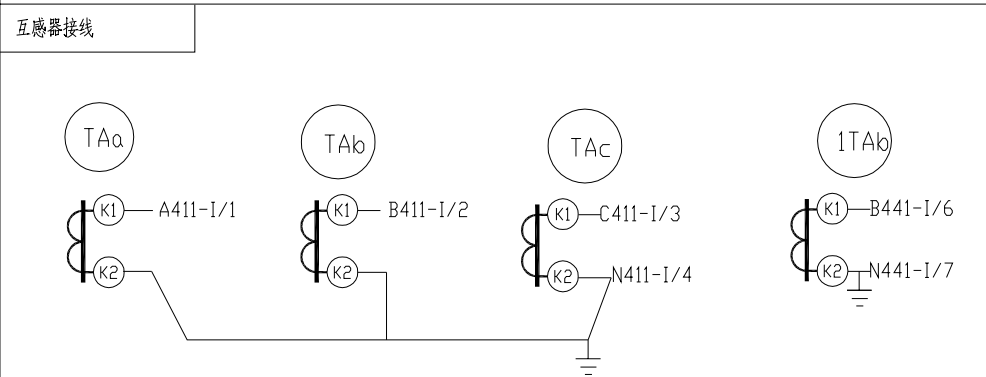 互感器接线
TAa TAb TAc 1TAb
K1 A411-I/1 K1 B411-I/2 K1 C411-I/3 K1 B441-I/6
K2 K2 K2 N411-I/4 K2 N441-I/7